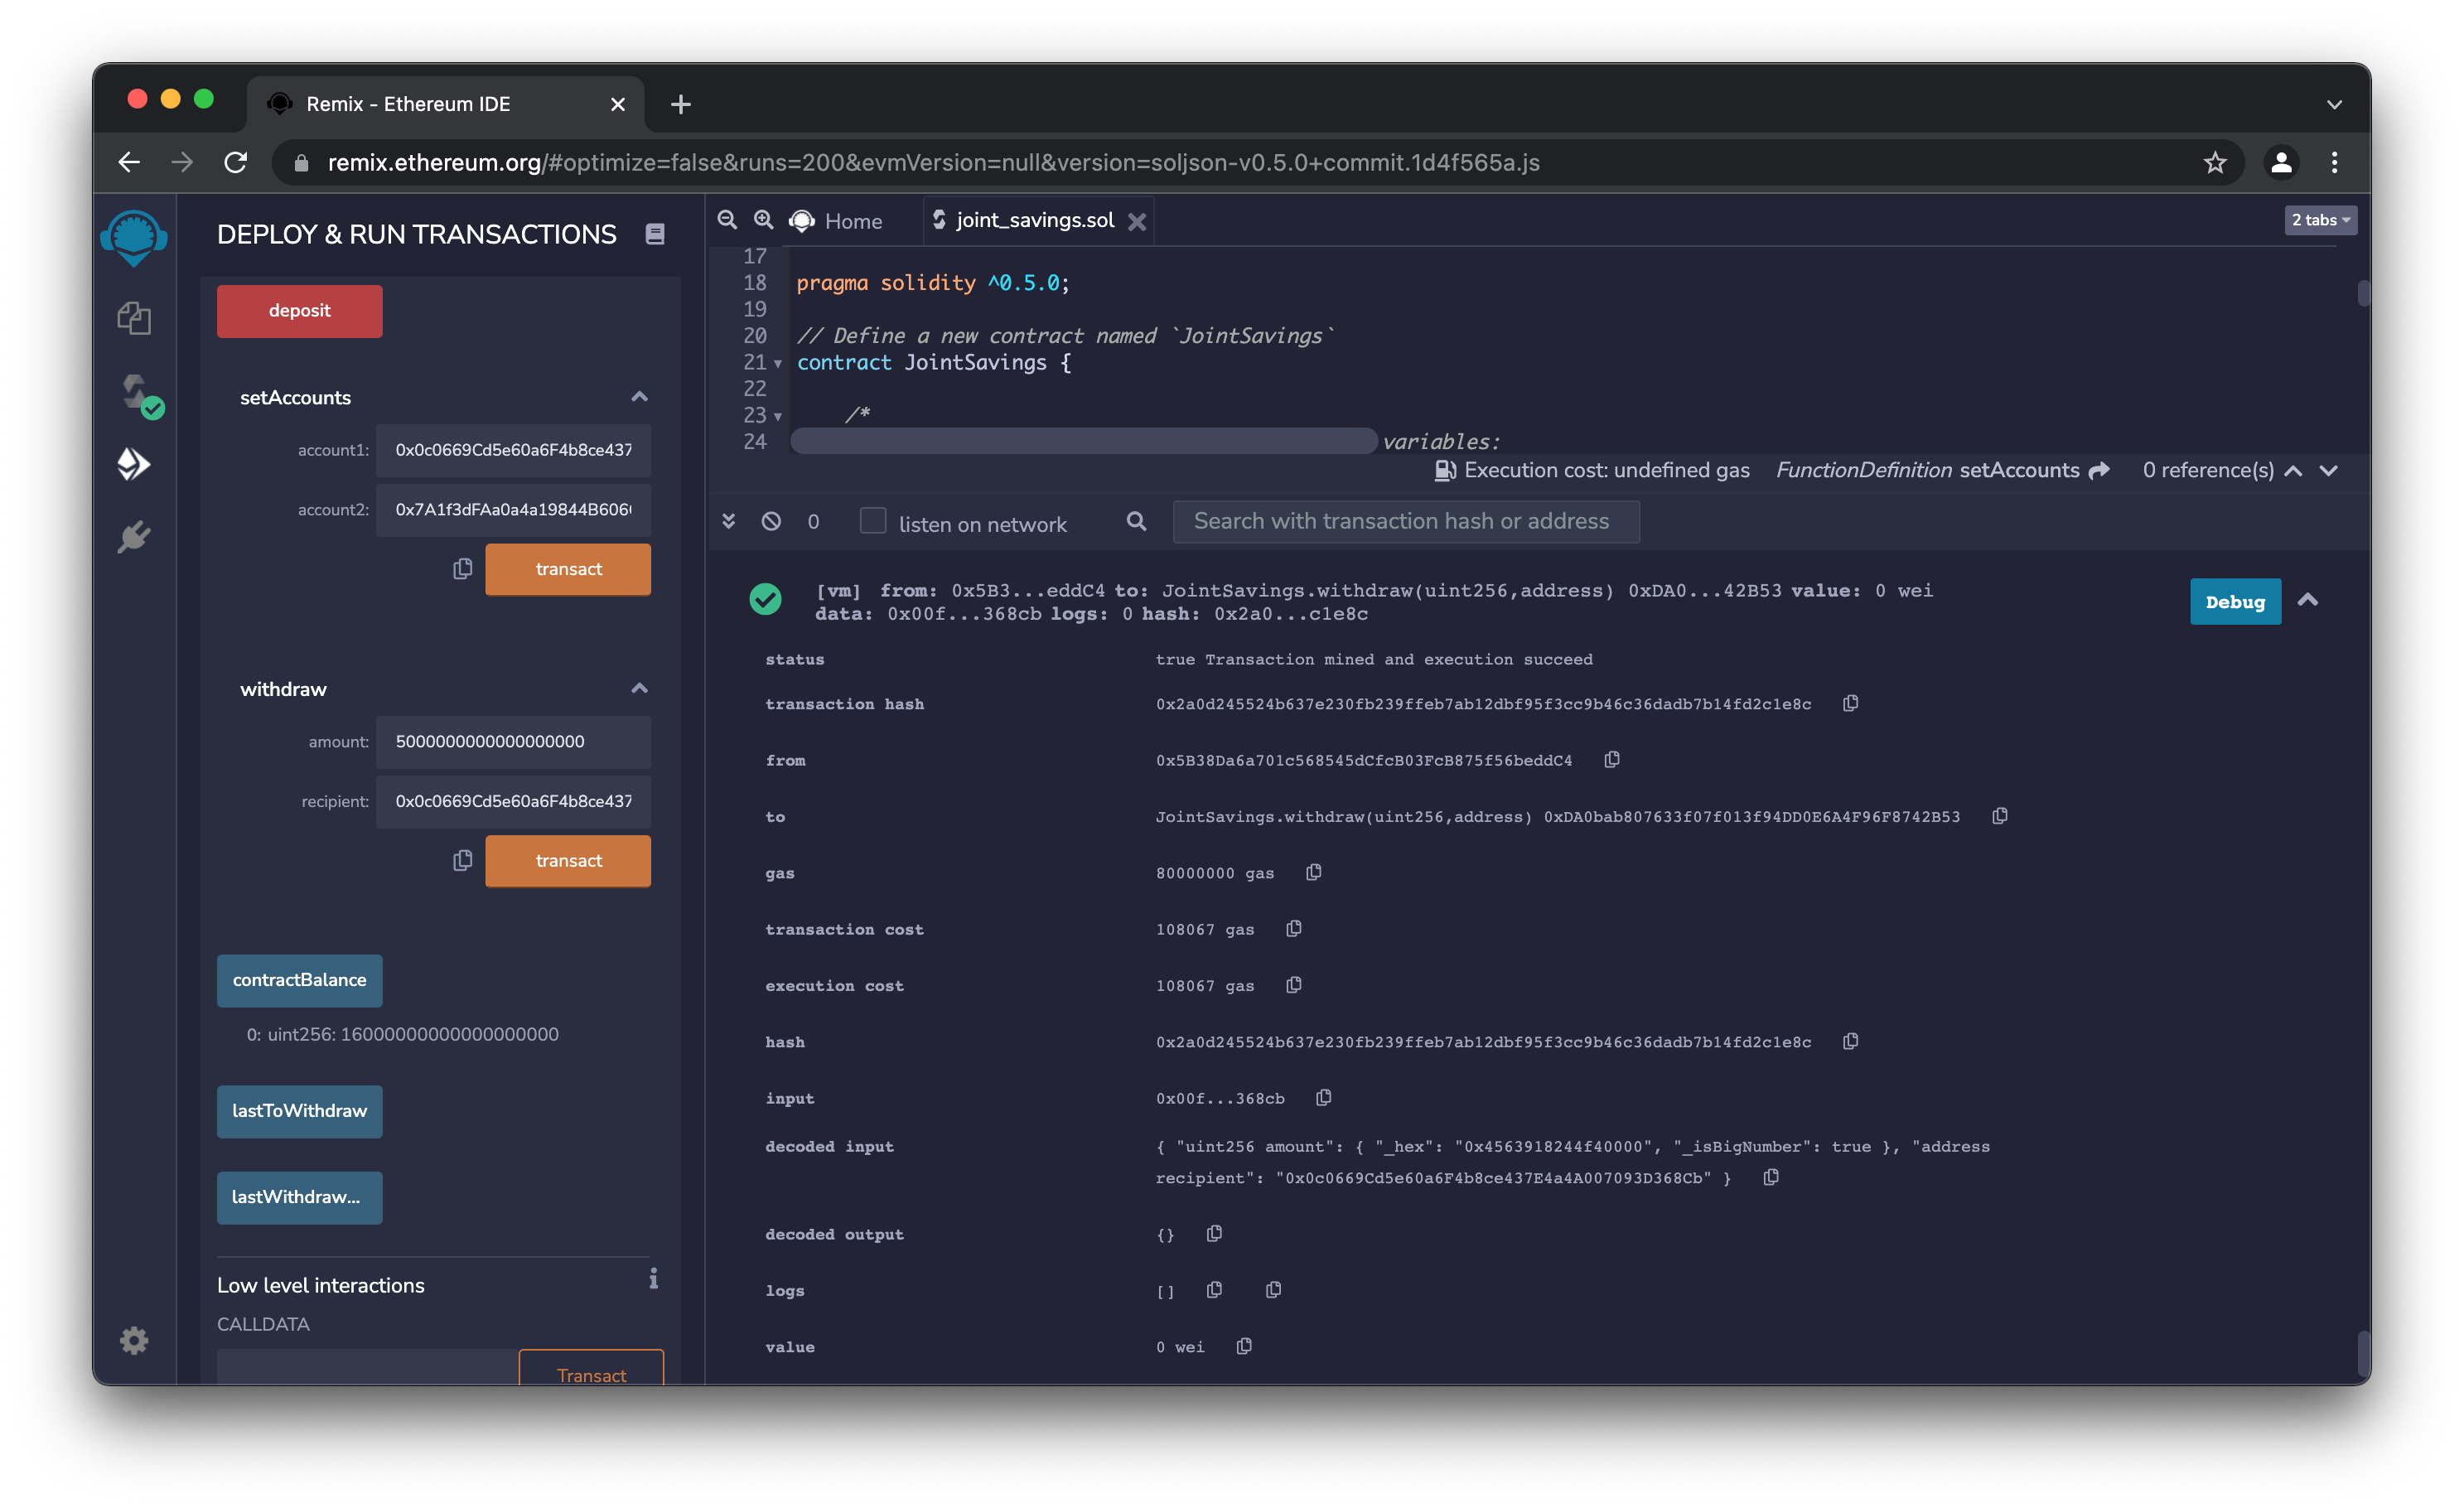 Remix - Ethereum IDE
remix.ethereum.org/#optimize=false&runs=200&evmVersion=null&version=soljson-v0.5.0+commit.1d4f565a.js
DEPLOY & RUN TRANSACTIONS
deposit
setAccounts
account1: 0x0c0669Cd5e60a6F4b8ce437
account2: 0x7A1f3dFAa0a4a19844B606
transact
withdraw
amount: 5000000000000000000
recipient: 0x0c0669Cd5e60a6F4b8ce437
transact
contractBalance
0: uint256: 16000000000000000000
lastToWithdraw
lastWithdraw...
Low level interactions
CALLDATA
Transact
Home
joint_savings.sol
2 tabs
17
18 pragma solidity ^0.5.0;
19
20 // Define a new contract named `JointSavings`
21 contract JointSavings {
22
23 /*
24 variables:
Execution cost: undefined gas FunctionDefinition setAccounts 0 reference(s)
0 listen on network Search with transaction hash or address
[vm] from: 0x5B3...eddC4 to: JointSavings.withdraw(uint256,address) 0xDA0...42B53 value: 0 wei
data: 0x00f...368cb logs: 0 hash: 0x2a0...c1e8c
Debug
status true Transaction mined and execution succeed
transaction hash 0x2a0d245524b637e230fb239ffeb7ab12dbf95f3cc9b46c36dadb7b14fd2c1e8c
from 0x5B38Da6a701c568545dCfcB03FcB875f56beddC4
to JointSavings.withdraw(uint256,address) 0xDA0bab807633f07f013f94DD0E6A4F96F8742B53
gas 80000000 gas
transaction cost 108067 gas
execution cost 108067 gas
hash 0x2a0d245524b637e230fb239ffeb7ab12dbf95f3cc9b46c36dadb7b14fd2c1e8c
input 0x00f...368cb
decoded input { "uint256 amount": { "_hex": "0x4563918244f40000", "_isBigNumber": true }, "address
recipient": "0x0c0669Cd5e60a6F4b8ce437E4a4A007093D368Cb" }
decoded output {}
logs []
value 0 wei